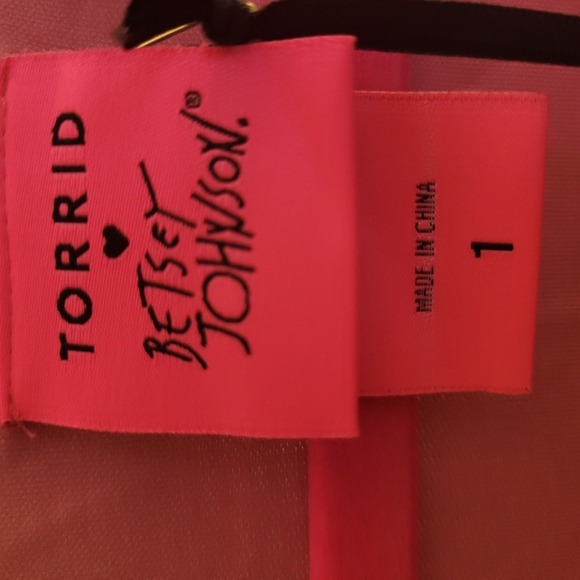 TORRID
♥
BETSEY
JOHNSON.®
MADE IN CHINA
1